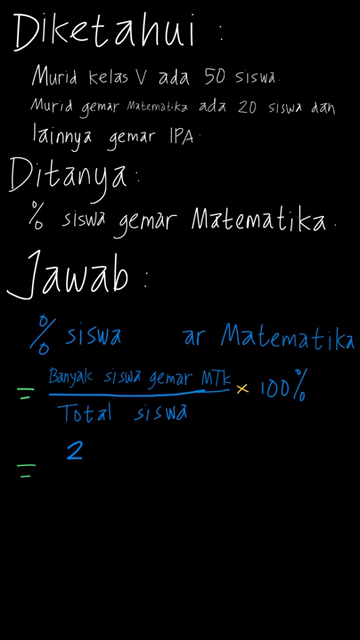 Diketahui :
Murid kelas V ada 50 siswa.
Murid gemar Matematika ada 20 siswa dan
lainnya gemar IPA.
Ditanya :
% siswa gemar Matematika.
Jawab :
% siswa ar Matematika
= Banyak siswa gemar MTk × 100%
Total siswa
2
=